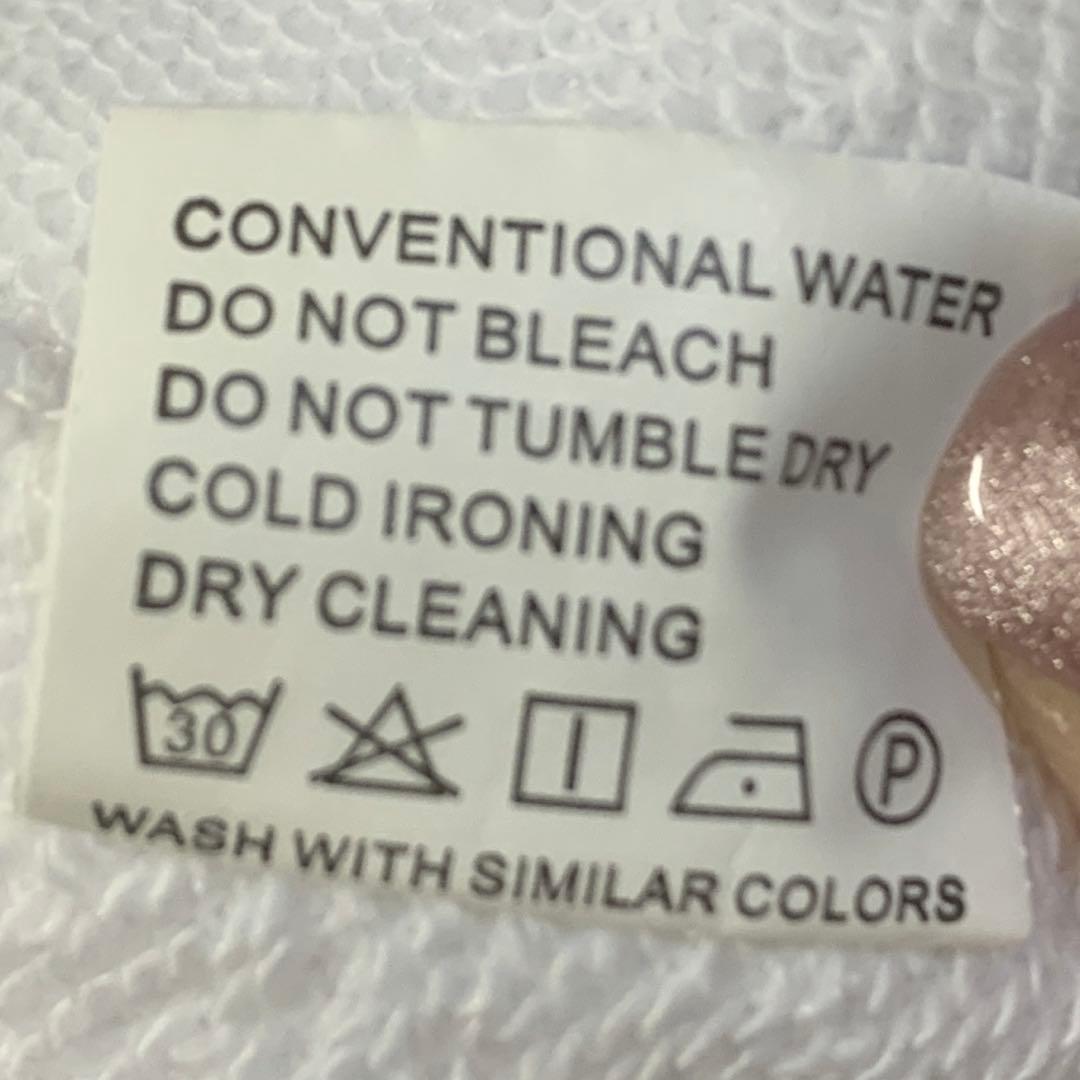 CONVENTIONAL WATER
DO NOT BLEACH
DO NOT TUMBLE DRY
COLD IRONING
DRY CLEANING
30 P
WASH WITH SIMILAR COLORS